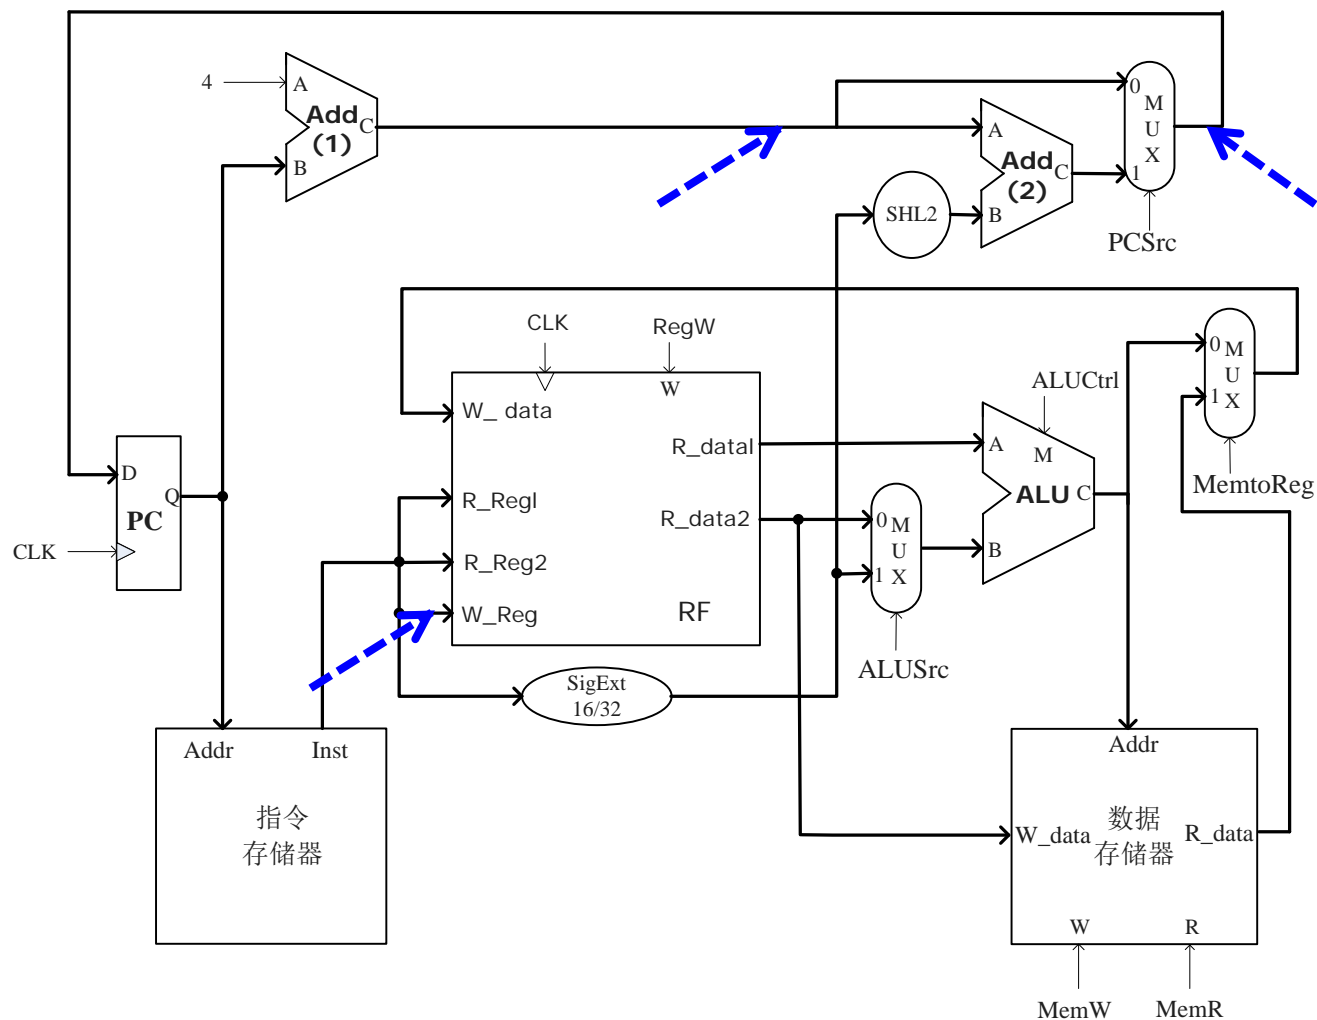 4
A
Add
(1)
C
B
0
M
U
X
1
A
Add
(2)
C
B
SHL2
PCSrc
CLK
RegW
W
W_ data
R_RegI
R_Reg2
W_Reg
R_dataI
R_data2
RF
ALUCtrl
A
M
ALU
C
B
0
M
U
X
1
MemtoReg
0
M
U
X
1
ALUSrc
D
Q
PC
CLK
SigExt
16/32
Addr
Inst
指令
存储器
Addr
数据
存储器
W_data
R_data
W
R
MemW
MemR